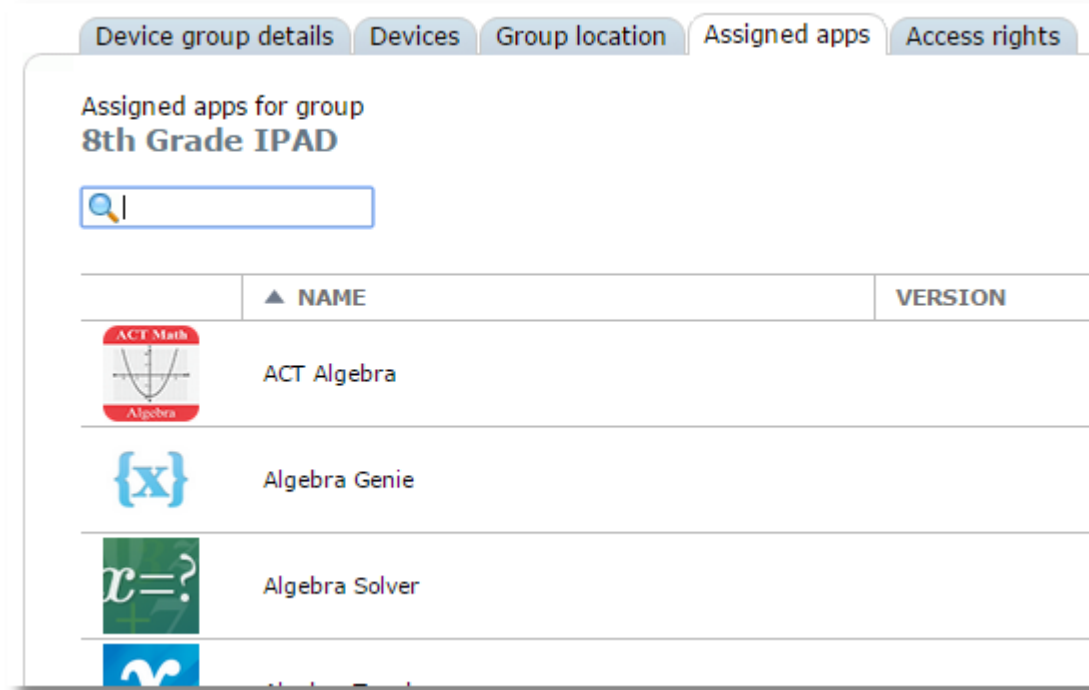 Device group details Devices Group location Assigned apps Access rights
Assigned apps for group
8th Grade IPAD
NAME VERSION
ACT Math
Algebra
ACT Algebra
{x}
Algebra Genie
x=?
Algebra Solver